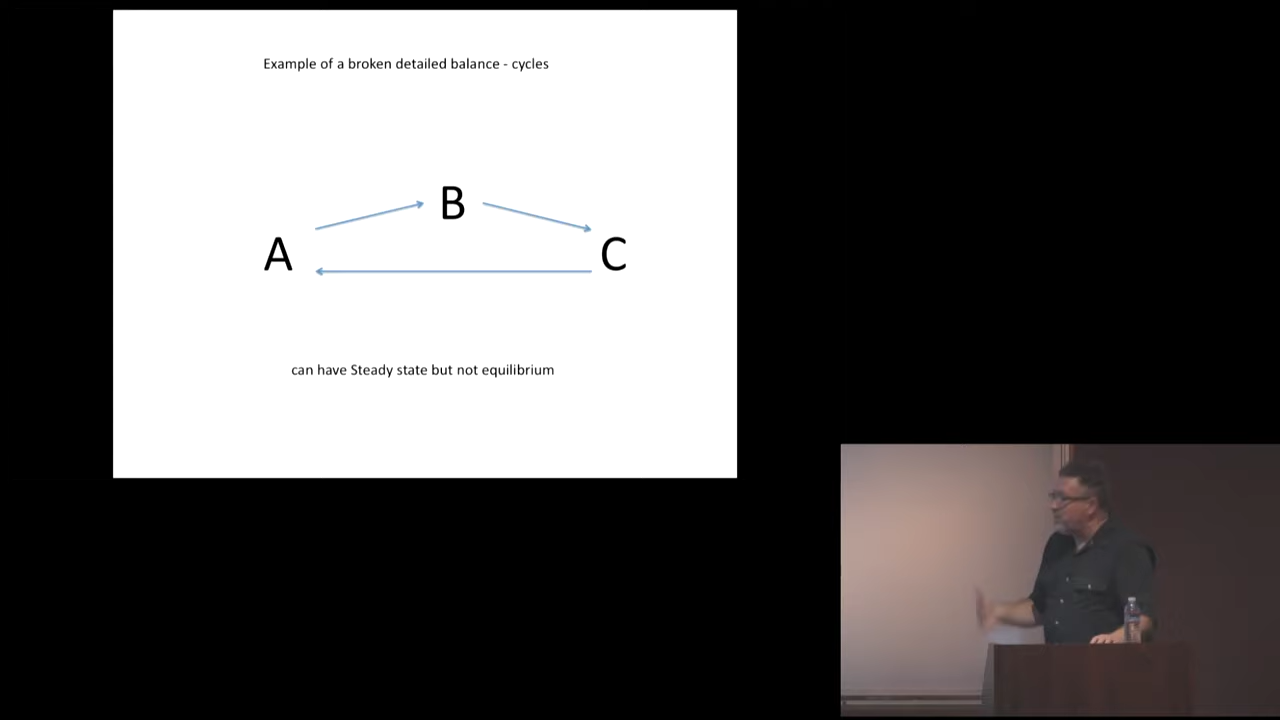 Example of a broken detailed balance - cycles
B
A
C
can have Steady state but not equilibrium